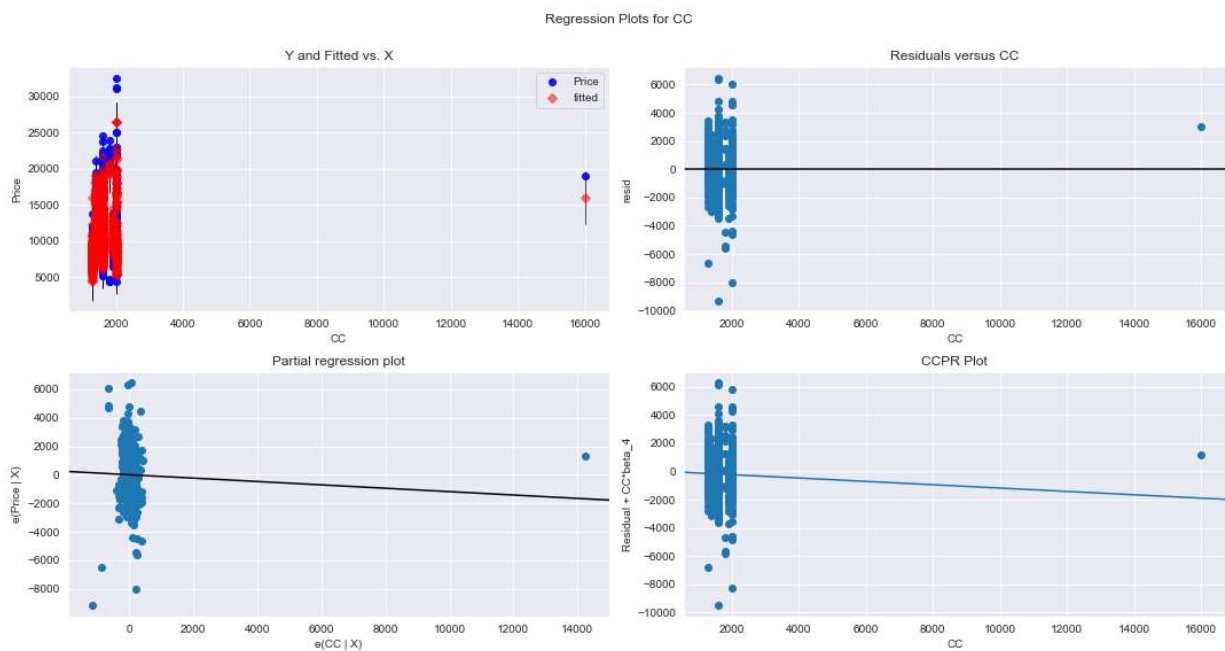 Regression Plots for CC
Y and Fitted vs. X
Price
fitted
30000
25000
20000
15000
10000
5000
Price
2000 4000 6000 8000 10000 12000 14000 16000
CC
Residuals versus CC
6000
4000
2000
0
−2000
−4000
−6000
−8000
−10000
resid
2000 4000 6000 8000 10000 12000 14000 16000
CC
Partial regression plot
6000
4000
2000
0
−2000
−4000
−6000
−8000
e(Price | X)
0 2000 4000 6000 8000 10000 12000 14000
e(CC | X)
CCPR Plot
6000
4000
2000
0
−2000
−4000
−6000
−8000
−10000
Residual + CC*beta_4
2000 4000 6000 8000 10000 12000 14000 16000
CC